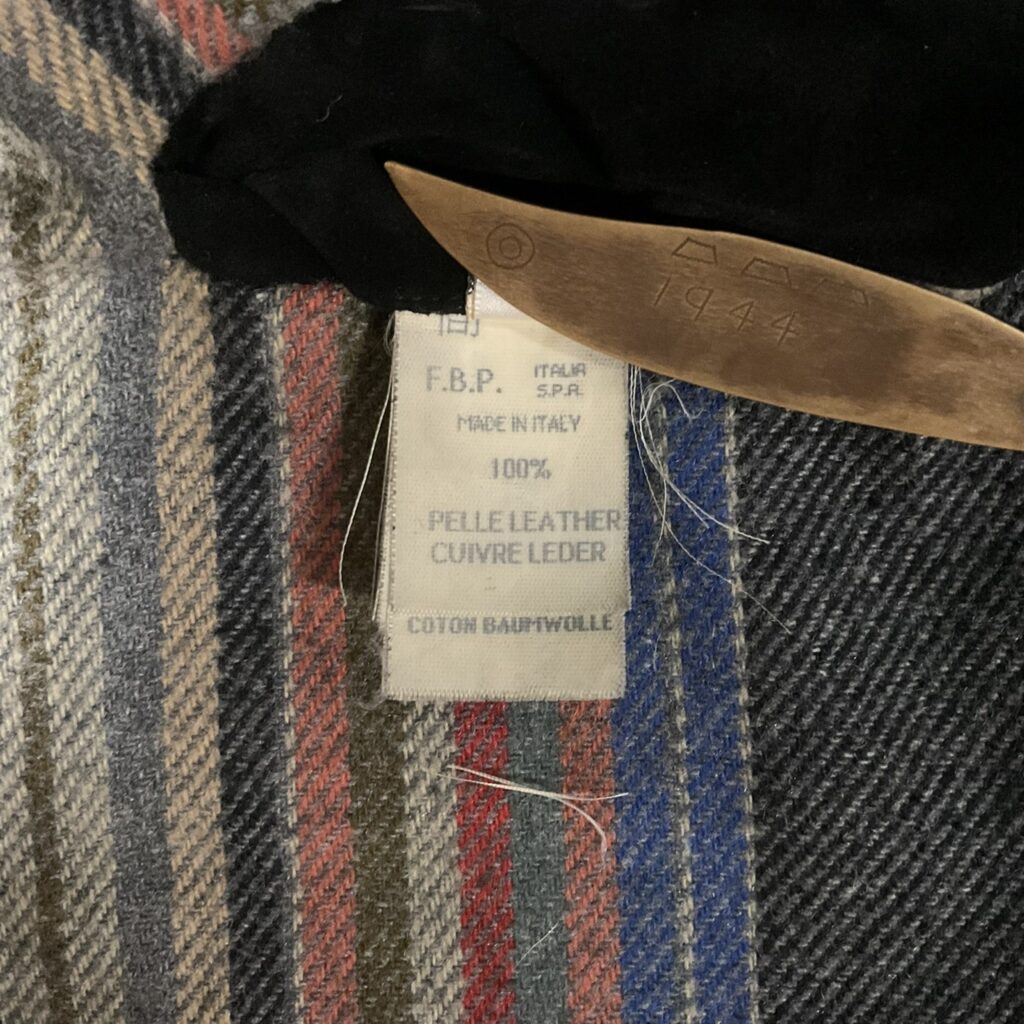 1944
F.B.P. ITALIA
S.P.A.
MADE IN ITALY
100%
PELLE LEATHER
CUIVRE LEDER
COTON BAUMWOLLE